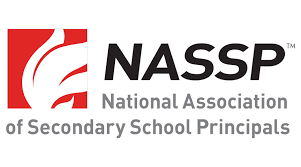 NASSP™
National Association
of Secondary School Principals